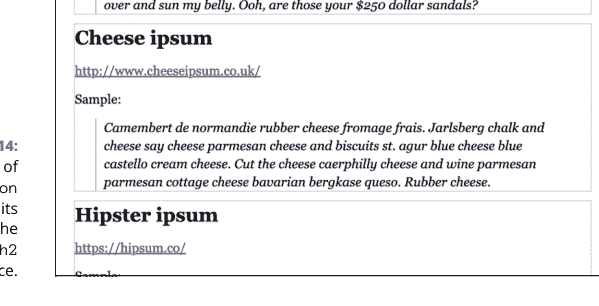 over and sun my belly. Ooh, are those your $250 dollar sandals?
Cheese ipsum
http://www.cheeseipsum.co.uk/
Sample:
Camembert de normandie rubber cheese fromage frais. Jarlsberg chalk and
cheese say cheese parmesan cheese and biscuits st. agur blue cheese blue
castello cream cheese. Cut the cheese caerphilly cheese and wine parmesan
parmesan cottage cheese bavarian bergkase queso. Rubber cheese.
Hipster ipsum
https://hipsum.co/
Sample:
14:
of
on
its
he
h2
ce.